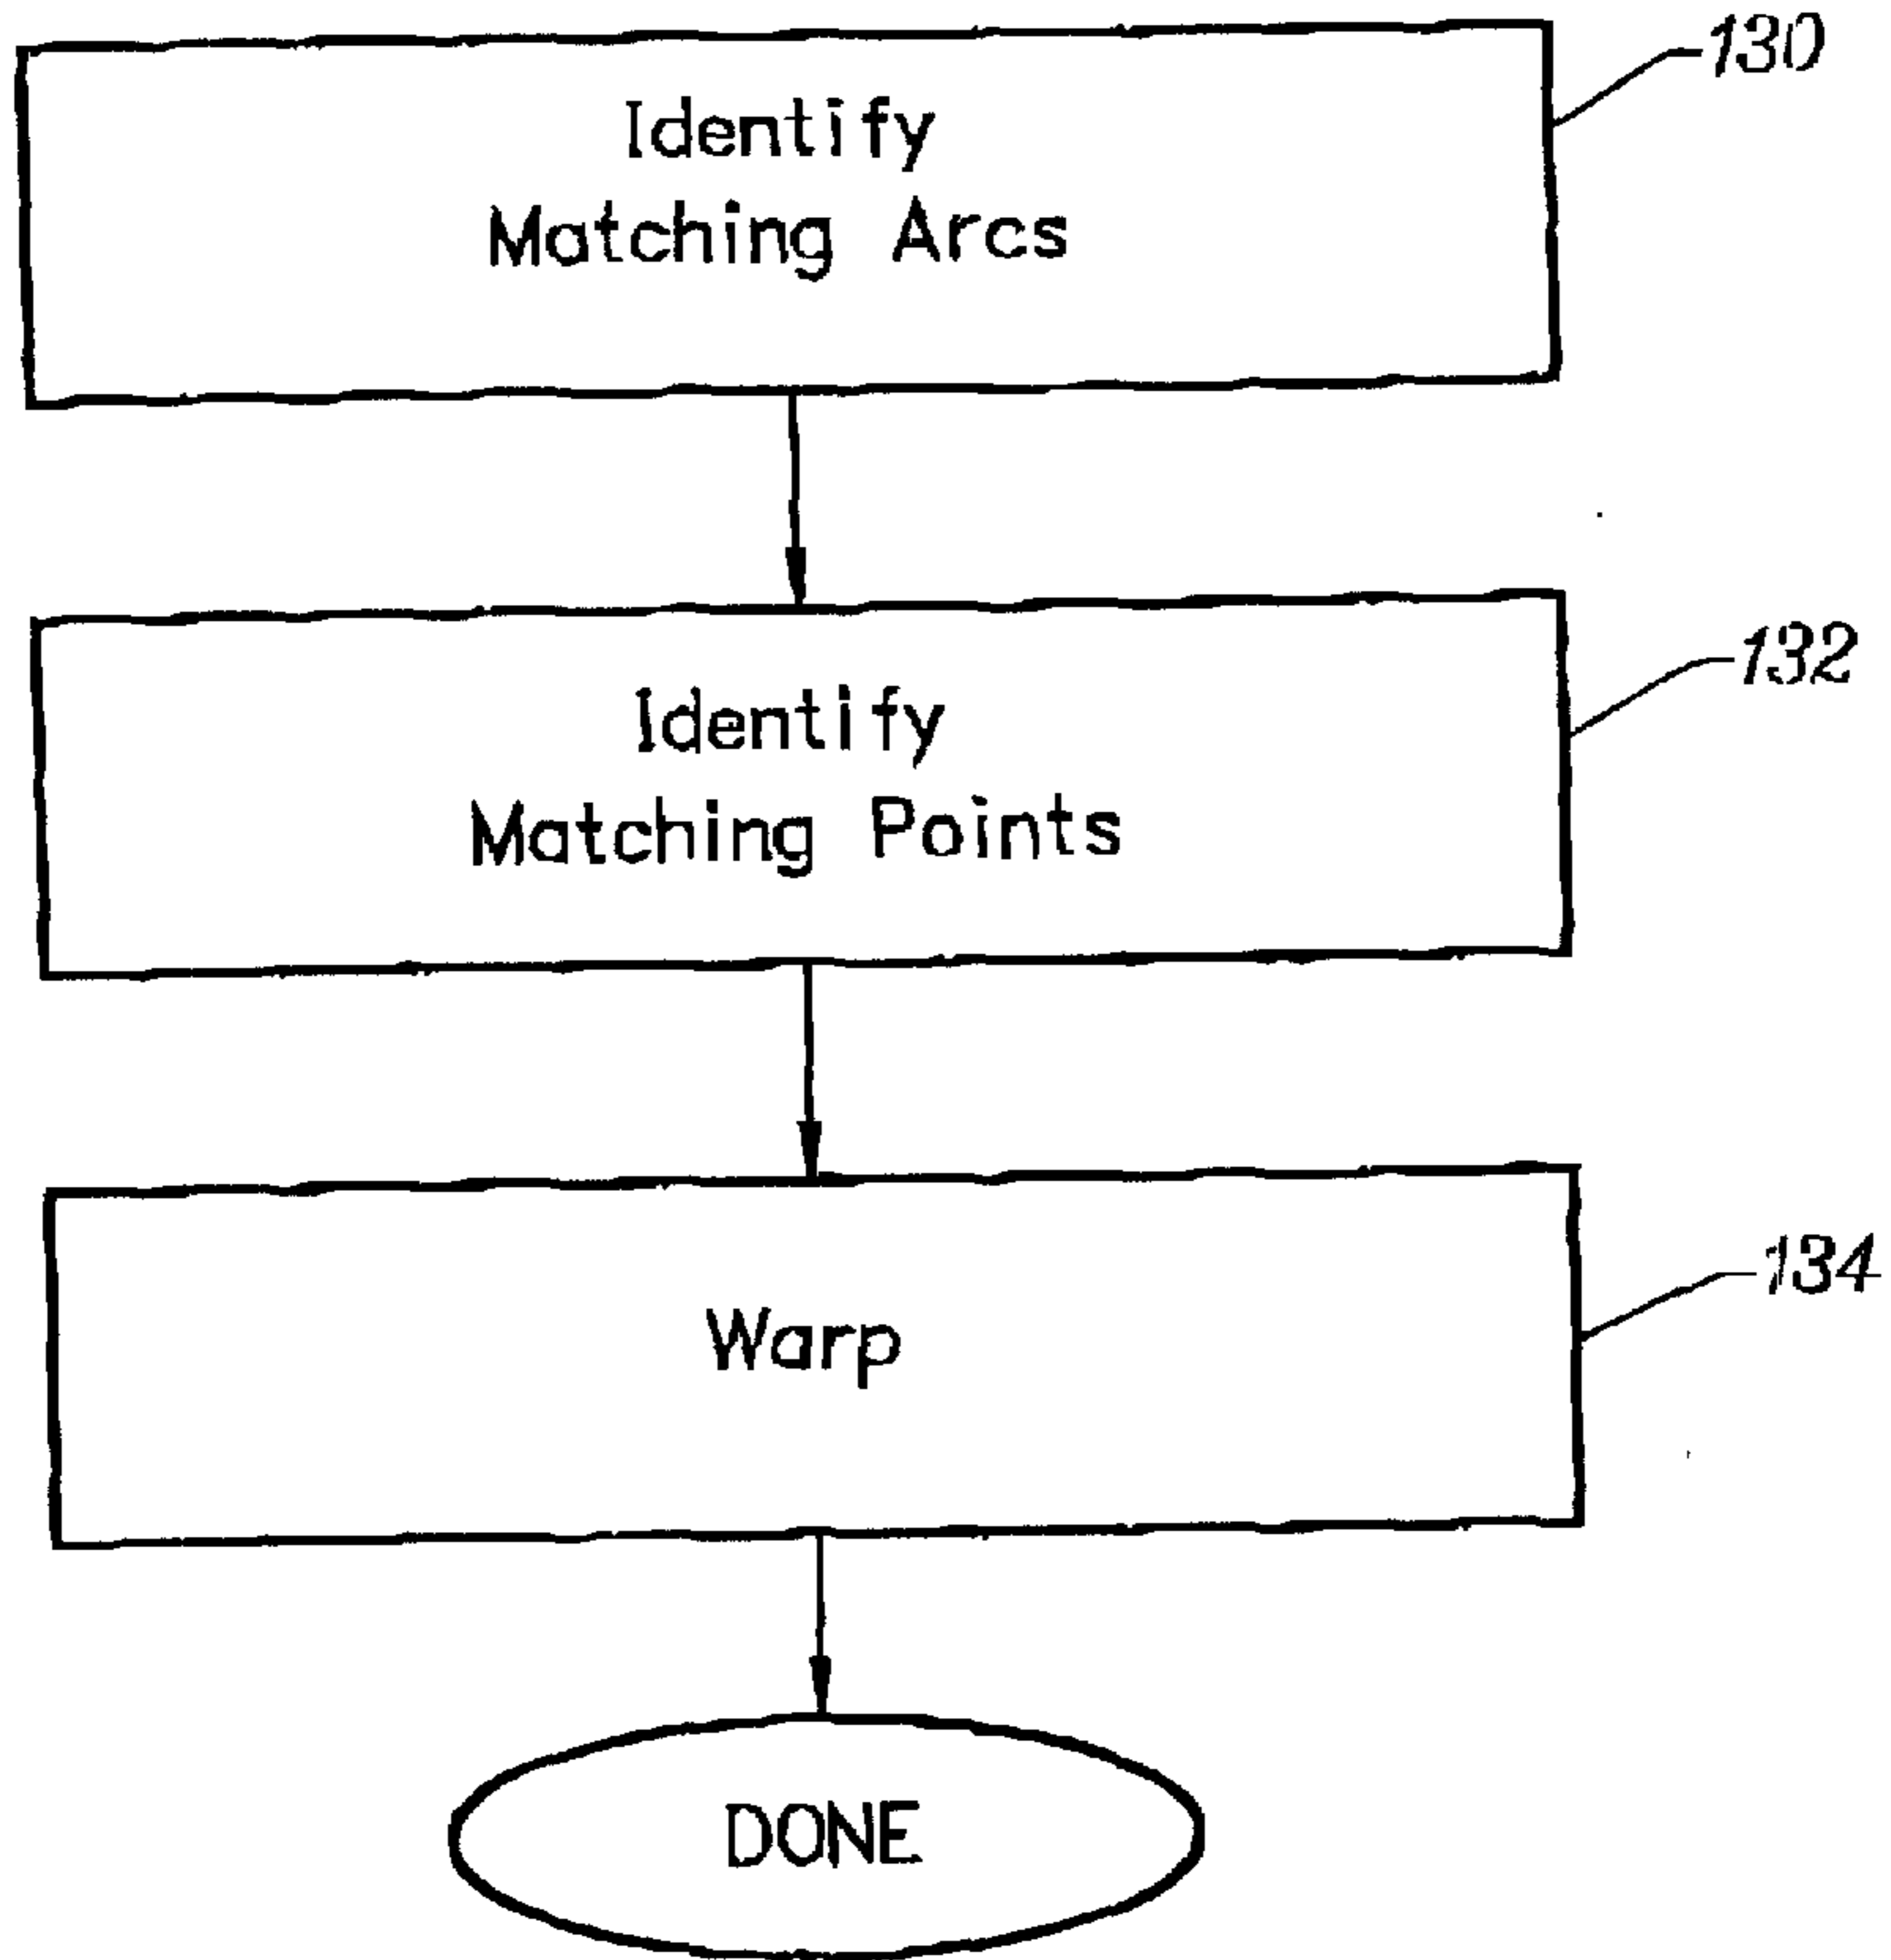 130
Identify
Matching Arcs
132
Identify
Matching Points
134
Warp
DONE